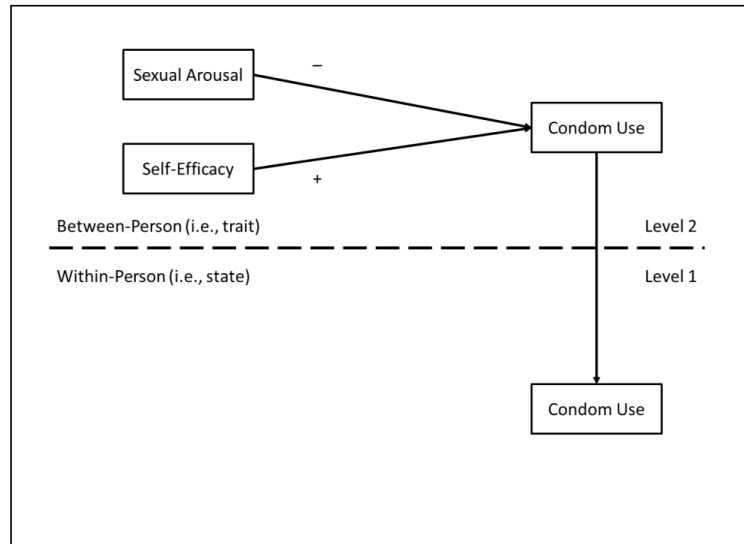 Sexual Arousal
–
Condom Use
Self-Efficacy
+
Between-Person (i.e., trait)
Level 2
Within-Person (i.e., state)
Level 1
Condom Use